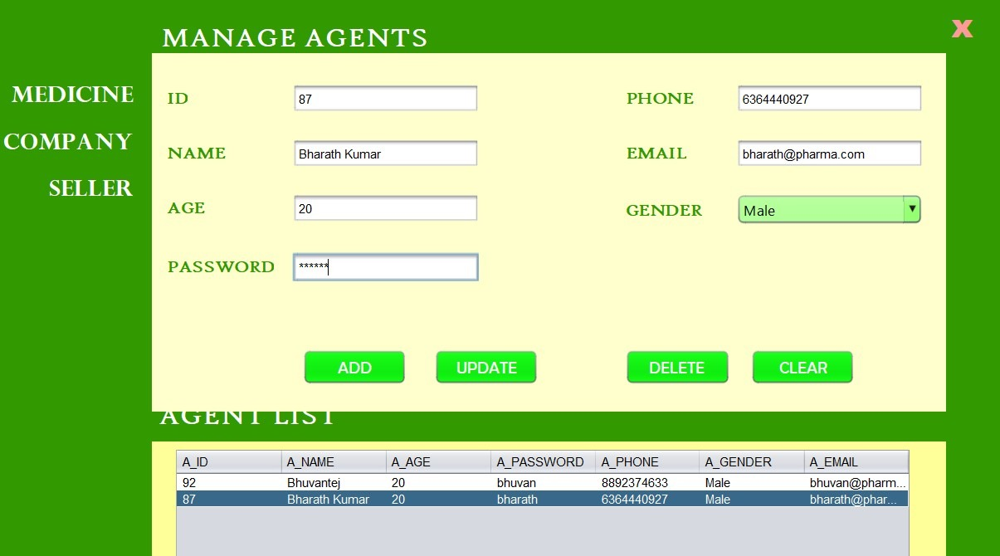 MANAGE AGENTS
X
MEDICINE
COMPANY
SELLER
ID 87 PHONE 6364440927
NAME Bharath Kumar EMAIL bharath@pharma.com
AGE 20 GENDER Male
PASSWORD ******
ADD UPDATE DELETE CLEAR
AGENT LIST
A_ID A_NAME A_AGE A_PASSWORD A_PHONE A_GENDER A_EMAIL
92 Bhuvantej 20 bhuvan 8892374633 Male bhuvan@pharm...
87 Bharath Kumar 20 bharath 6364440927 Male bharath@phar...